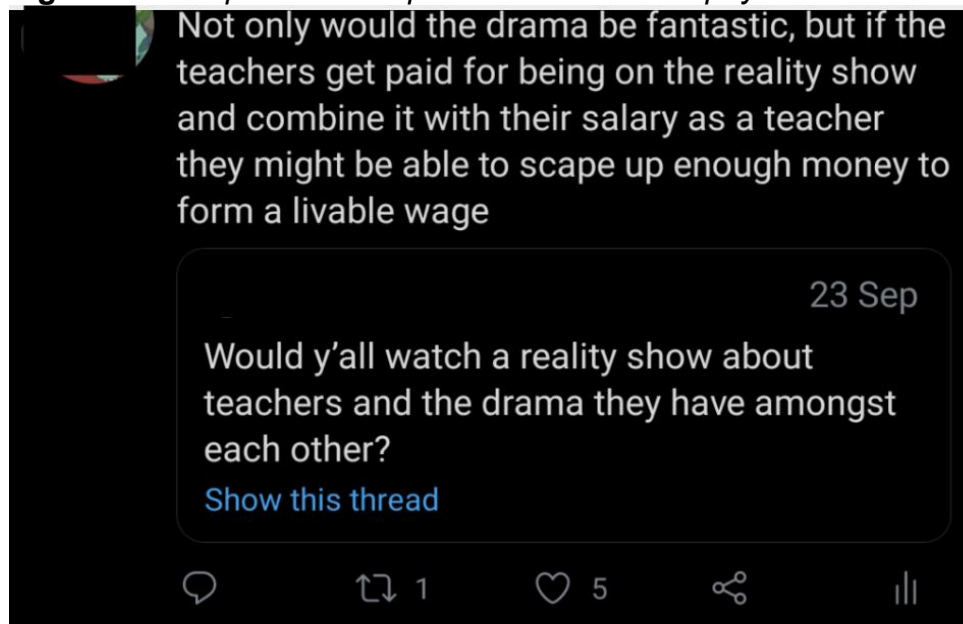 Not only would the drama be fantastic, but if the
teachers get paid for being on the reality show
and combine it with their salary as a teacher
they might be able to scape up enough money to
form a livable wage
23 Sep
Would y'all watch a reality show about
teachers and the drama they have amongst
each other?
Show this thread
1 5